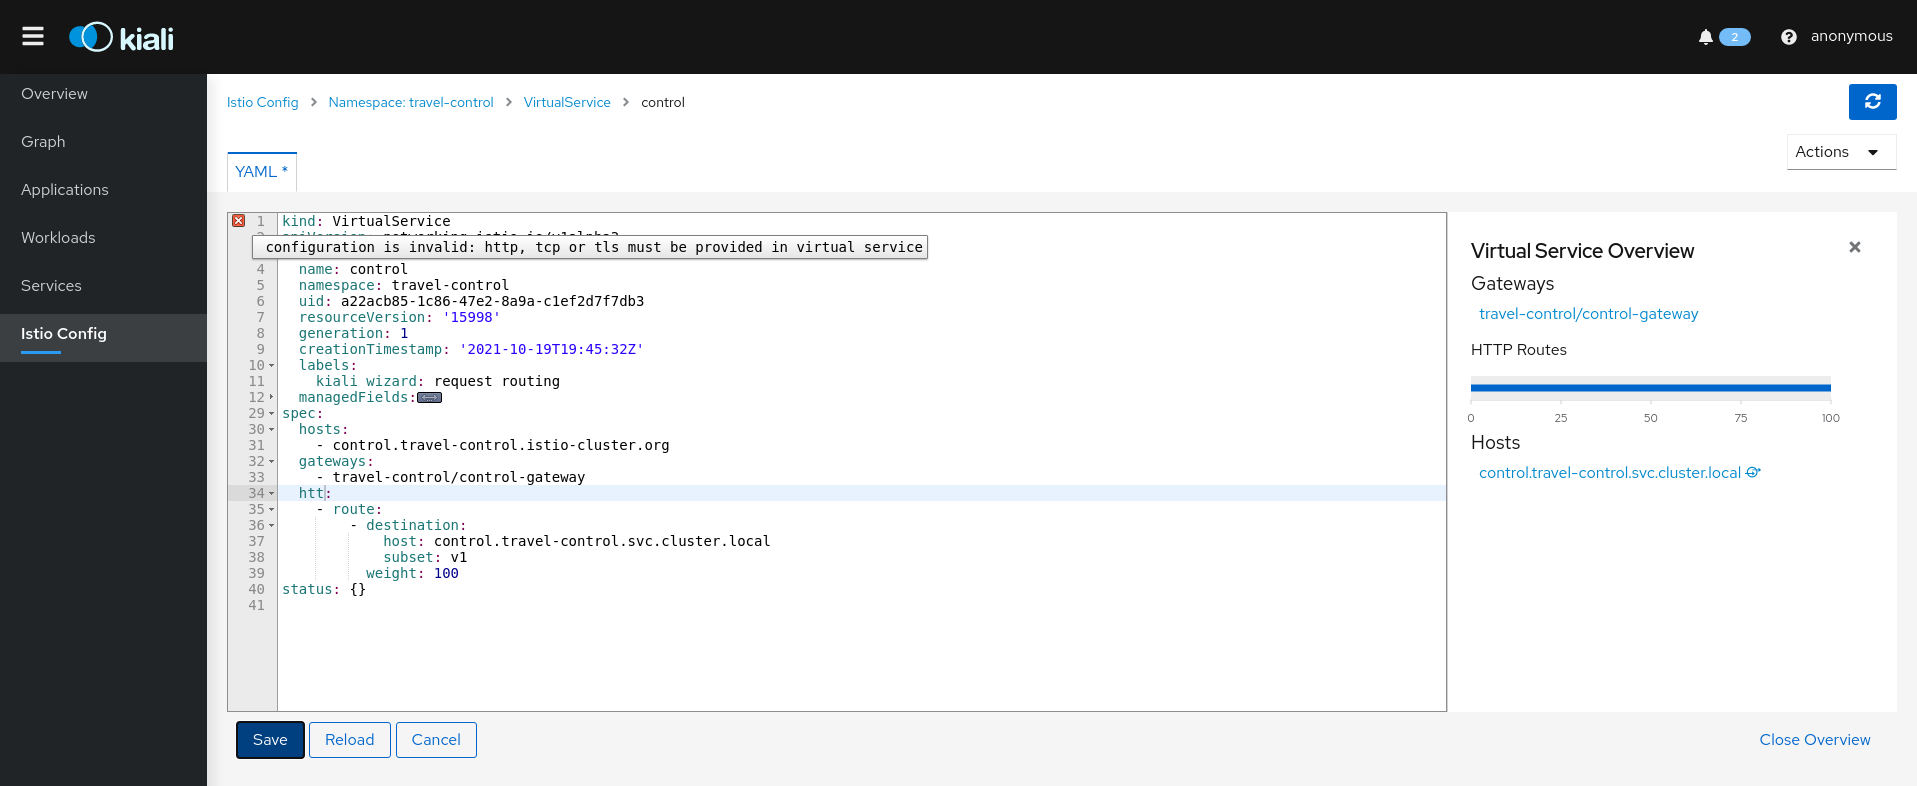 kiali
2
anonymous
Overview
Graph
Applications
Workloads
Services
Istio Config
Istio Config > Namespace: travel-control > VirtualService > control
Actions
YAML *
1 kind: VirtualService
configuration is invalid: http, tcp or tls must be provided in virtual service
4 name: control
5 namespace: travel-control
6 uid: a22acb85-1c86-47e2-8a9a-c1ef2d7f7db3
7 resourceVersion: '15998'
8 generation: 1
9 creationTimestamp: '2021-10-19T19:45:32Z'
10 labels:
11 kiali wizard: request routing
12 managedFields:
29 spec:
30 hosts:
31 - control.travel-control.istio-cluster.org
32 gateways:
33 - travel-control/control-gateway
34 htt:
35 - route:
36 - destination:
37 host: control.travel-control.svc.cluster.local
38 subset: v1
39 weight: 100
40 status: {}
41
Save Reload Cancel
Virtual Service Overview
Gateways
travel-control/control-gateway
HTTP Routes
0 25 50 75 100
Hosts
control.travel-control.svc.cluster.local
Close Overview